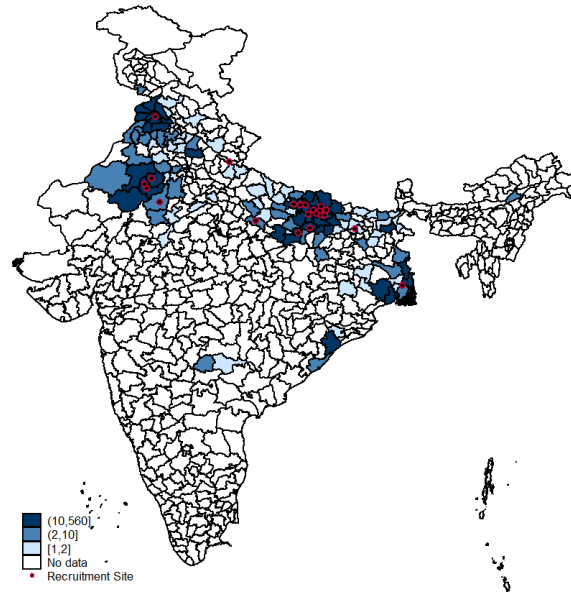 (10,560]
(2,10]
[1,2]
No data
Recruitment Site